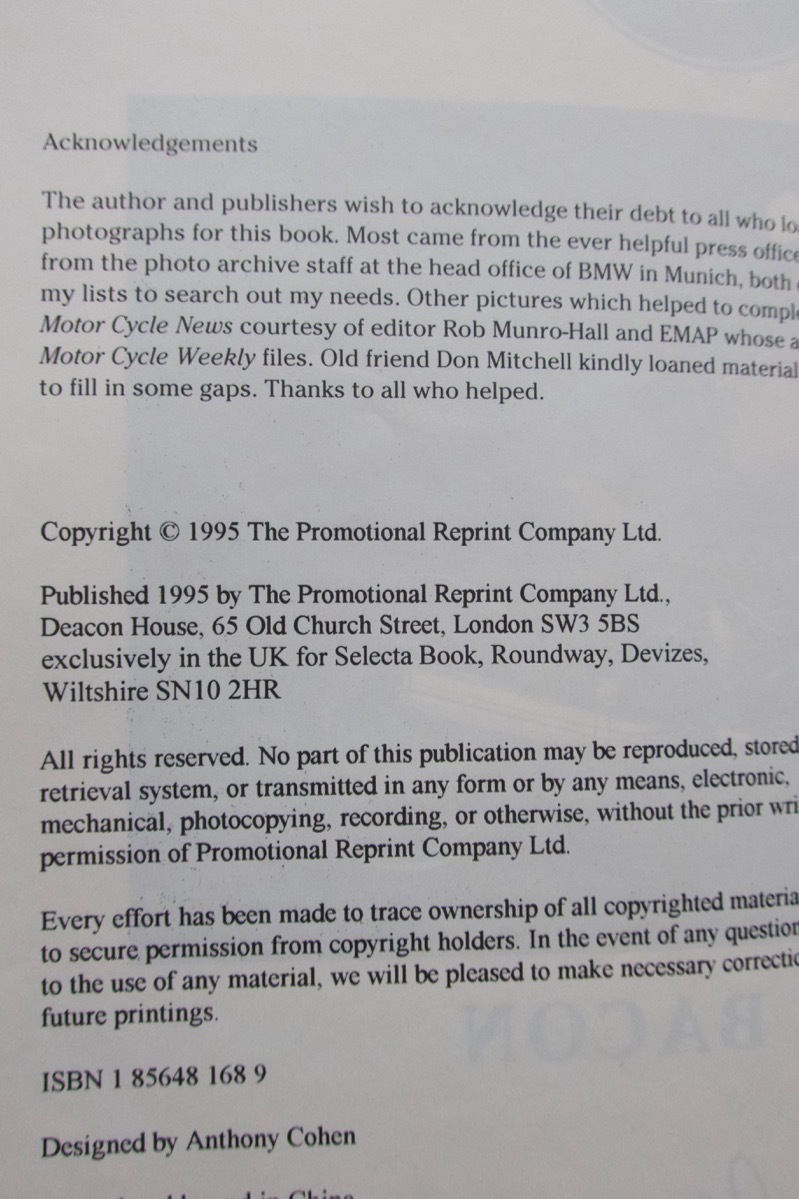 Acknowledgements
The author and publishers wish to acknowledge their debt to all who lo
photographs for this book. Most came from the ever helpful press office
from the photo archive staff at the head office of BMW in Munich, both
my lists to search out my needs. Other pictures which helped to comple
Motor Cycle News courtesy of editor Rob Munro-Hall and EMAP whose a
Motor Cycle Weekly files. Old friend Don Mitchell kindly loaned material
to fill in some gaps. Thanks to all who helped.
Copyright © 1995 The Promotional Reprint Company Ltd.
Published 1995 by The Promotional Reprint Company Ltd.,
Deacon House, 65 Old Church Street, London SW3 5BS
exclusively in the UK for Selecta Book, Roundway, Devizes,
Wiltshire SN10 2HR
All rights reserved. No part of this publication may be reproduced, stored
retrieval system, or transmitted in any form or by any means, electronic,
mechanical, photocopying, recording, or otherwise, without the prior wri
permission of Promotional Reprint Company Ltd.
Every effort has been made to trace ownership of all copyrighted materia
to secure permission from copyright holders. In the event of any question
to the use of any material, we will be pleased to make necessary correctio
future printings.
BACON
ISBN 1 85648 168 9
Designed by Anthony Cohen
in China